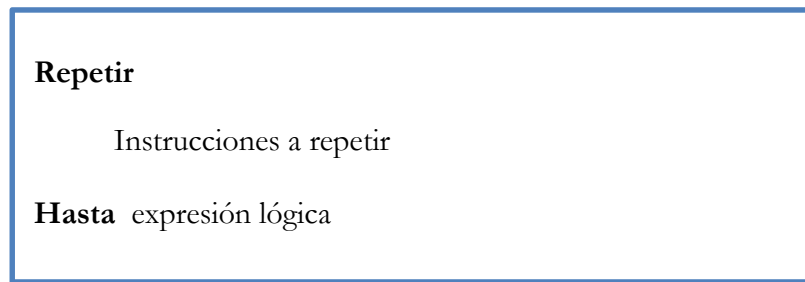 Repetir
Instrucciones a repetir
Hasta expresión lógica